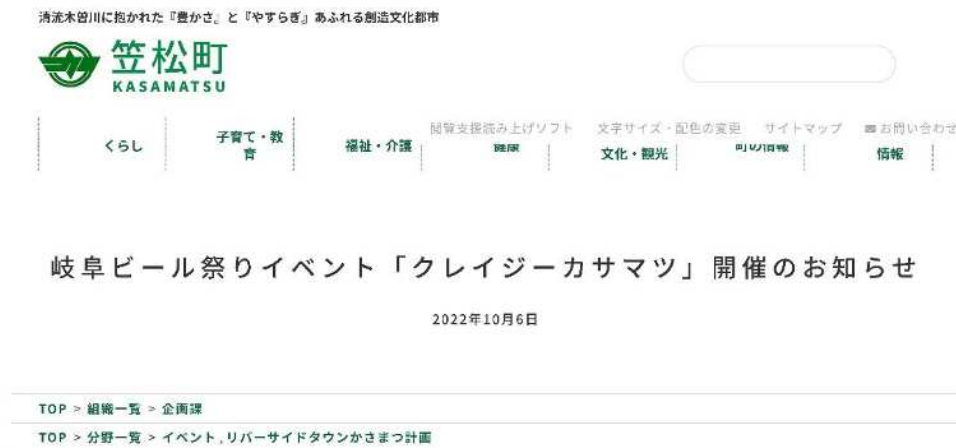 清流木曽川に抱かれた『豊かさ』と『やすらぎ』あふれる創造文化都市
笠松町
KASAMATSU
閲覧支援読み上げソフト 文字サイズ・配色の変更 サイトマップ お問い合わせ
くらし
子育て・教
育
福祉・介護
健康
文化・観光
町の情報
情報
岐阜ビール祭りイベント「クレイジーカサマツ」開催のお知らせ
2022年10月6日
TOP > 組織一覧 > 企画課
TOP > 分野一覧 > イベント , リバーサイドタウンかさまつ計画